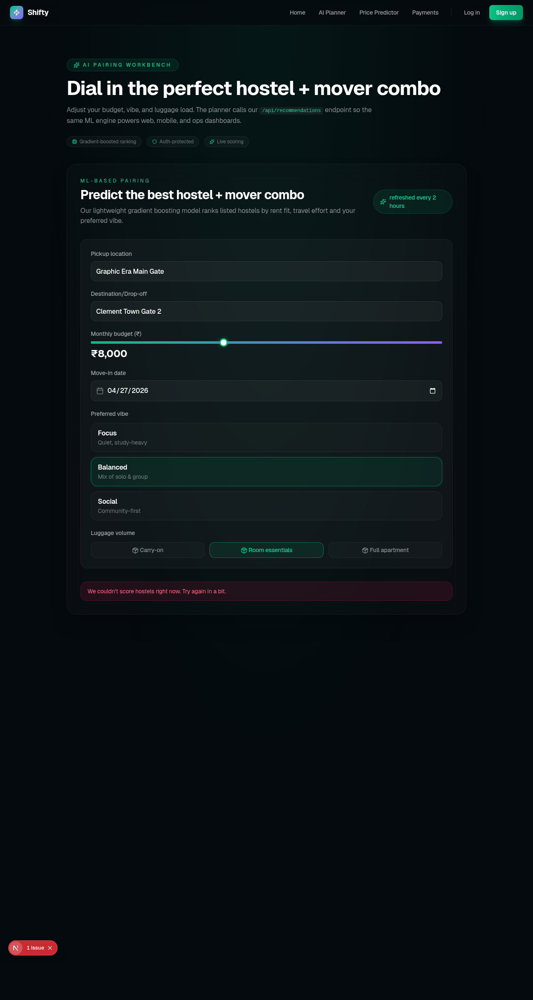 Shifty
Home
AI Planner
Price Predictor
Payments
Log in
Sign up
AI PAIRING WORKBENCH
Dial in the perfect hostel + mover combo
Adjust your budget, vibe, and luggage load. The planner calls our /api/recommendations endpoint so the
same ML engine powers web, mobile, and ops dashboards.
Gradient-boosted ranking
Auth-protected
Live scoring
ML-BASED PAIRING
Predict the best hostel + mover combo
Our lightweight gradient boosting model ranks listed hostels by rent fit, travel effort and your
preferred vibe.
refreshed every 2
hours
Pickup location
Graphic Era Main Gate
Destination/Drop-off
Clement Town Gate 2
Monthly budget (₹)
₹8,000
Move-in date
04/27/2026
Preferred vibe
Focus
Quiet, study-heavy
Balanced
Mix of solo & group
Social
Community-first
Luggage volume
Carry-on
Room essentials
Full apartment
We couldn't score hostels right now. Try again in a bit.
N
1 Issue